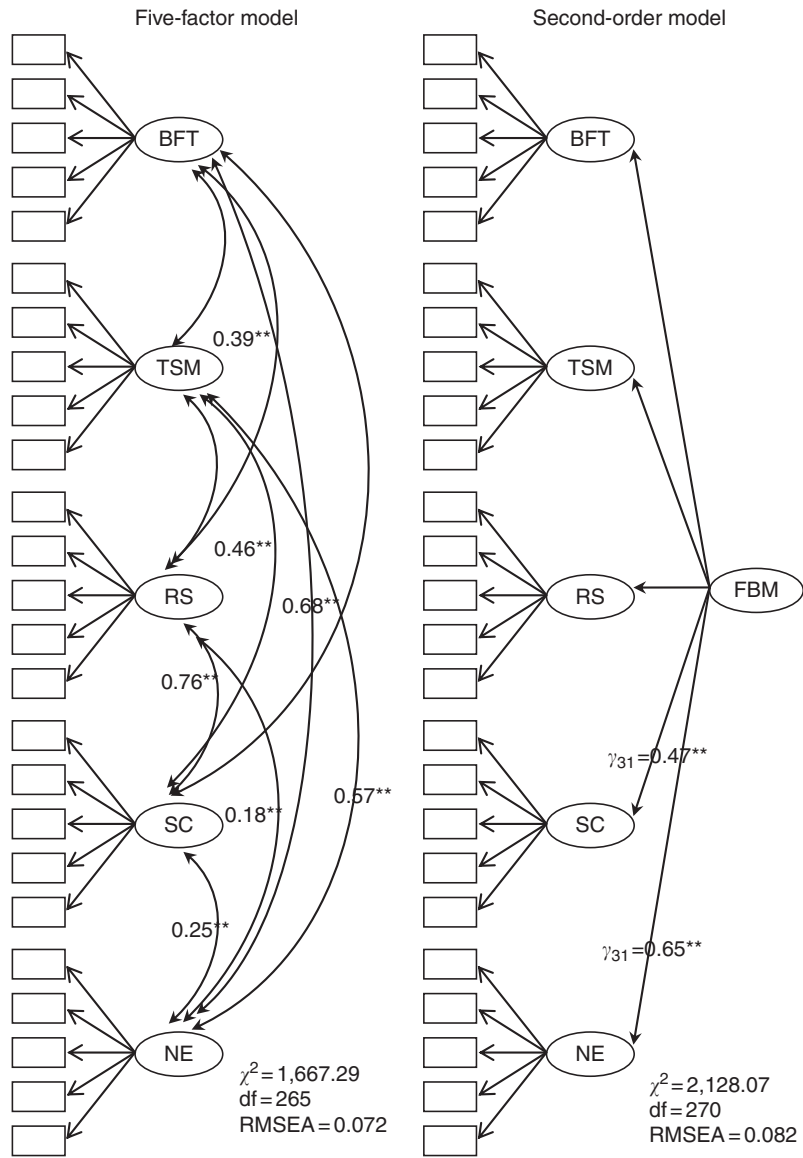 Five-factor model
BFT
TSM
0.39**
0.46**
RS
0.68**
0.76**
SC
0.18**
0.57**
0.25**
NE
χ² = 1,667.29
df = 265
RMSEA = 0.072
Second-order model
BFT
TSM
RS
FBM
γ₃₁=0.47**
SC
γ₃₁=0.65**
NE
χ² = 2,128.07
df = 270
RMSEA = 0.082